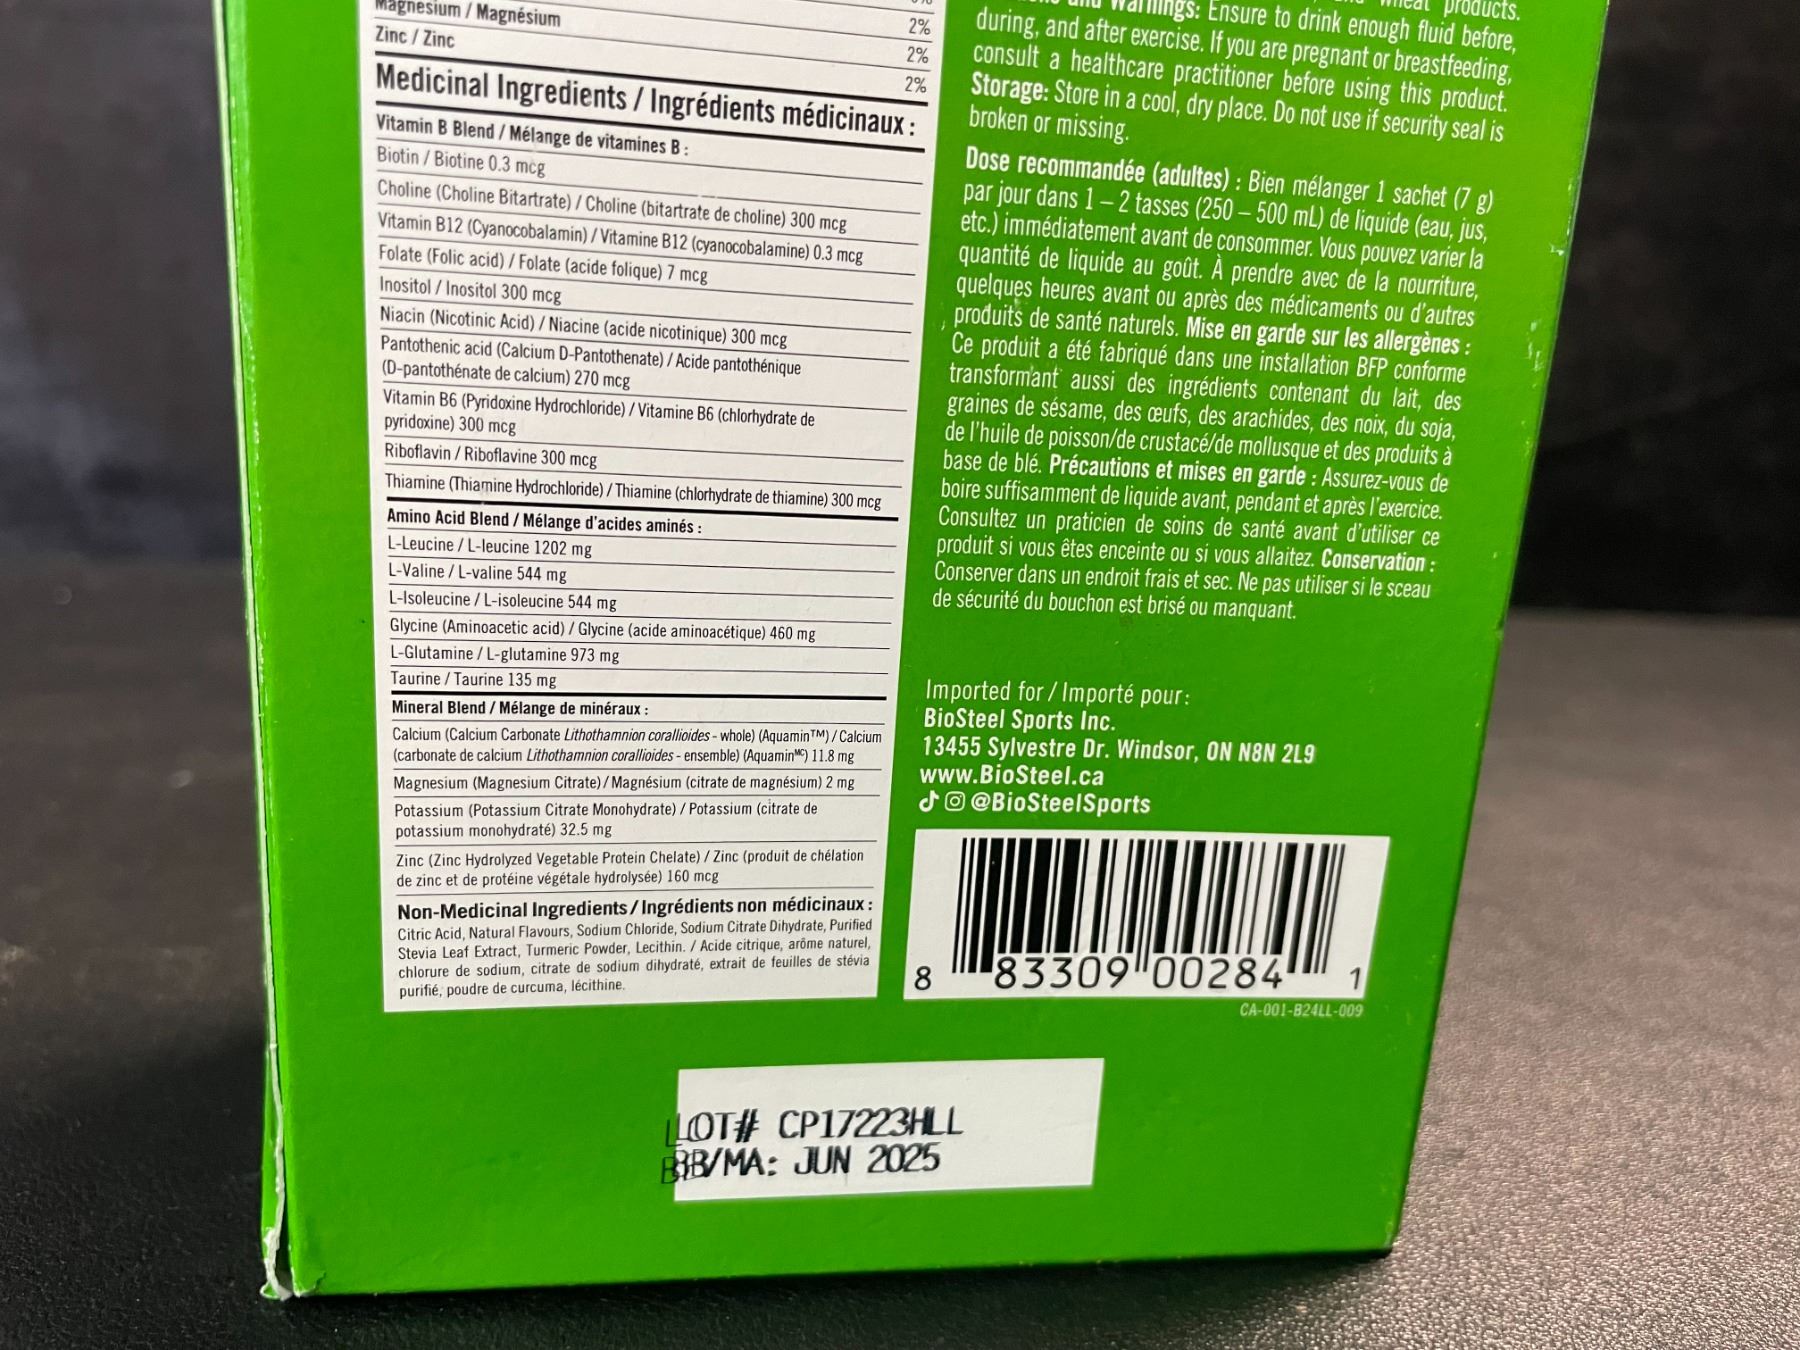 Magnesium / Magnésium 2%
Zinc / Zinc 2%
2%
Medicinal Ingredients / Ingrédients médicinaux :
Vitamin B Blend / Mélange de vitamines B :
Biotin / Biotine 0.3 mcg
Choline (Choline Bitartrate) / Choline (bitartrate de choline) 300 mcg
Vitamin B12 (Cyanocobalamin) / Vitamine B12 (cyanocobalamine) 0.3 mcg
Folate (Folic acid) / Folate (acide folique) 7 mcg
Inositol / Inositol 300 mcg
Niacin (Nicotinic Acid) / Niacine (acide nicotinique) 300 mcg
Pantothenic acid (Calcium D-Pantothenate) / Acide pantothénique
(D-pantothénate de calcium) 270 mcg
Vitamin B6 (Pyridoxine Hydrochloride) / Vitamine B6 (chlorhydrate de
pyridoxine) 300 mcg
Riboflavin / Riboflavine 300 mcg
Thiamine (Thiamine Hydrochloride) / Thiamine (chlorhydrate de thiamine) 300 mcg
Amino Acid Blend / Mélange d'acides aminés :
L-Leucine / L-leucine 1202 mg
L-Valine / L-valine 544 mg
L-Isoleucine / L-isoleucine 544 mg
Glycine (Aminoacetic acid) / Glycine (acide aminoacétique) 460 mg
L-Glutamine / L-glutamine 973 mg
Taurine / Taurine 135 mg
Mineral Blend / Mélange de minéraux :
Calcium (Calcium Carbonate Lithothamnion corallioides - whole) (Aquamin™) / Calcium
(carbonate de calcium Lithothamnion corallioides - ensemble) (Aquaminᴹᶜ) 11.8 mg
Magnesium (Magnesium Citrate) / Magnésium (citrate de magnésium) 2 mg
Potassium (Potassium Citrate Monohydrate) / Potassium (citrate de
potassium monohydraté) 32.5 mg
Zinc (Zinc Hydrolyzed Vegetable Protein Chelate) / Zinc (produit de chélation
de zinc et de protéine végétale hydrolysée) 160 mcg
Non-Medicinal Ingredients / Ingrédients non médicinaux :
Citric Acid, Natural Flavours, Sodium Chloride, Sodium Citrate Dihydrate, Purified
Stevia Leaf Extract, Turmeric Powder, Lecithin. / Acide citrique, arôme naturel,
chlorure de sodium, citrate de sodium dihydraté, extrait de feuilles de stévia
purifié, poudre de curcuma, lécithine.
wheat products.
Warnings: Ensure to drink enough fluid before,
during, and after exercise. If you are pregnant or breastfeeding,
consult a healthcare practitioner before using this product.
Storage: Store in a cool, dry place. Do not use if security seal is
broken or missing.
Dose recommandée (adultes) : Bien mélanger 1 sachet (7 g)
par jour dans 1 – 2 tasses (250 – 500 mL) de liquide (eau, jus,
etc.) immédiatement avant de consommer. Vous pouvez varier la
quantité de liquide au goût. À prendre avec de la nourriture,
quelques heures avant ou après des médicaments ou d'autres
produits de santé naturels. Mise en garde sur les allergènes :
Ce produit a été fabriqué dans une installation BFP conforme
transformant aussi des ingrédients contenant du lait, des
graines de sésame, des œufs, des arachides, des noix, du soja,
de l'huile de poisson/de crustacé/de mollusque et des produits à
base de blé. Précautions et mises en garde : Assurez-vous de
boire suffisamment de liquide avant, pendant et après l'exercice.
Consultez un praticien de soins de santé avant d'utiliser ce
produit si vous êtes enceinte ou si vous allaitez. Conservation :
Conserver dans un endroit frais et sec. Ne pas utiliser si le sceau
de sécurité du bouchon est brisé ou manquant.
Imported for / Importé pour :
BioSteel Sports Inc.
13455 Sylvestre Dr. Windsor, ON N8N 2L9
www.BioSteel.ca
@BioSteelSports
8 83309 00284 1
CA-001-B24LL-009
LOT# CP17223HLL
BB/MA: JUN 2025